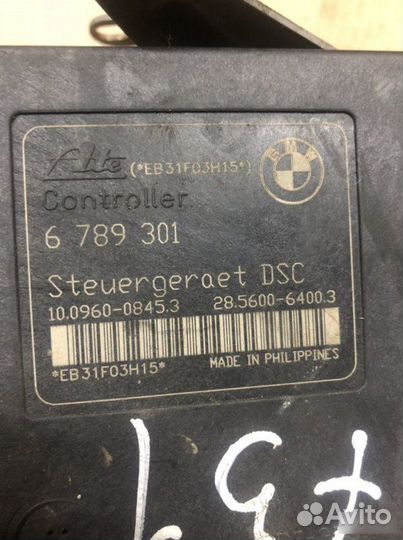 Ate (*EB31F03H15*)
BMW
Controller
6 789 301
Steuergeraet DSC
10.0960-0845.3 28.5600-6400.3
*EB31F03H15* MADE IN PHILIPPINES
Avito